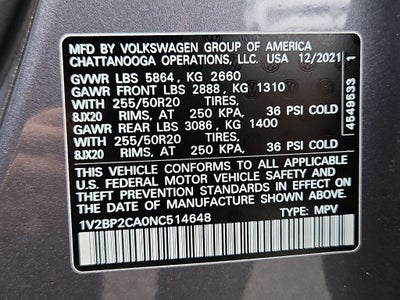 MFD BY VOLKSWAGEN GROUP OF AMERICA
CHATTANOOGA OPERATIONS, LLC. USA 12/2021
GVWR LBS 5864, KG 2660
GAWR FRONT LBS 2888, KG 1310
WITH 255/50R20 TIRES,
8JX20 RIMS, AT 250 KPA, 36 PSI COLD
GAWR REAR LBS 3086, KG 1400
WITH 255/50R20 TIRES,
8JX20 RIMS, AT 250 KPA, 36 PSI COLD
THIS VEHICLE CONFORMS TO ALL APPLICABLE
U.S. FEDERAL MOTOR VEHICLE SAFETY AND
THEFT PREVENTION STANDARDS IN EFFECT ON
THE DATE OF MANUFACTURE SHOWN ABOVE.
1V2BP2CA0NC514648 TYPE: MPV
4549633 1